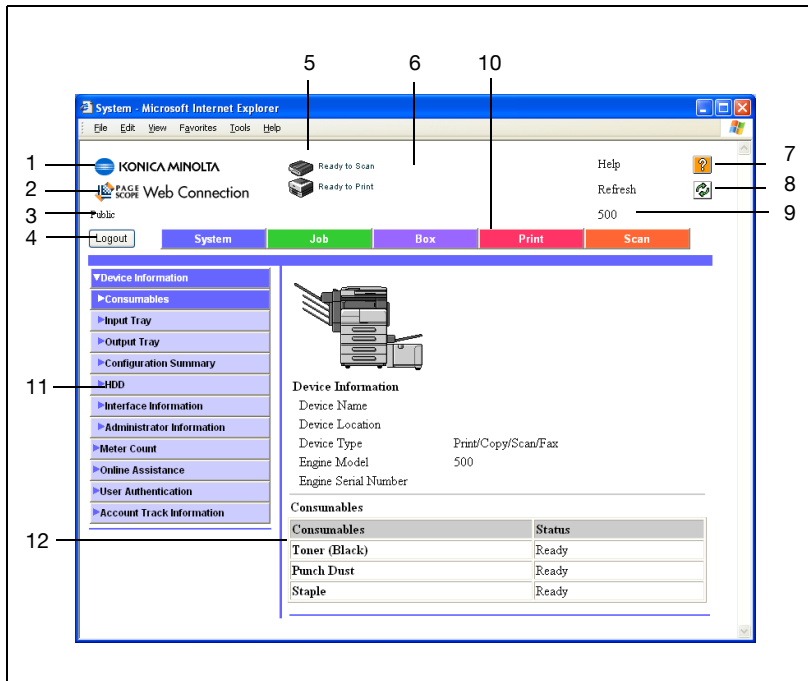 5 6 10
System - Microsoft Internet Explorer
File Edit View Favorites Tools Help
1 KONICA MINOLTA Ready to Scan Help ? 7
2 PAGE SCOPE Web Connection Ready to Print Refresh 8
3 Public 500 9
4 Logout System Job Box Print Scan
Device Information
Consumables
Input Tray
Output Tray
Configuration Summary
11 HDD
Interface Information
Administrator Information
Meter Count
Online Assistance
User Authentication
Account Track Information
Device Information
Device Name
Device Location
Device Type Print/Copy/Scan/Fax
Engine Model 500
Engine Serial Number
Consumables
12 Consumables Status
Toner (Black) Ready
Punch Dust Ready
Staple Ready